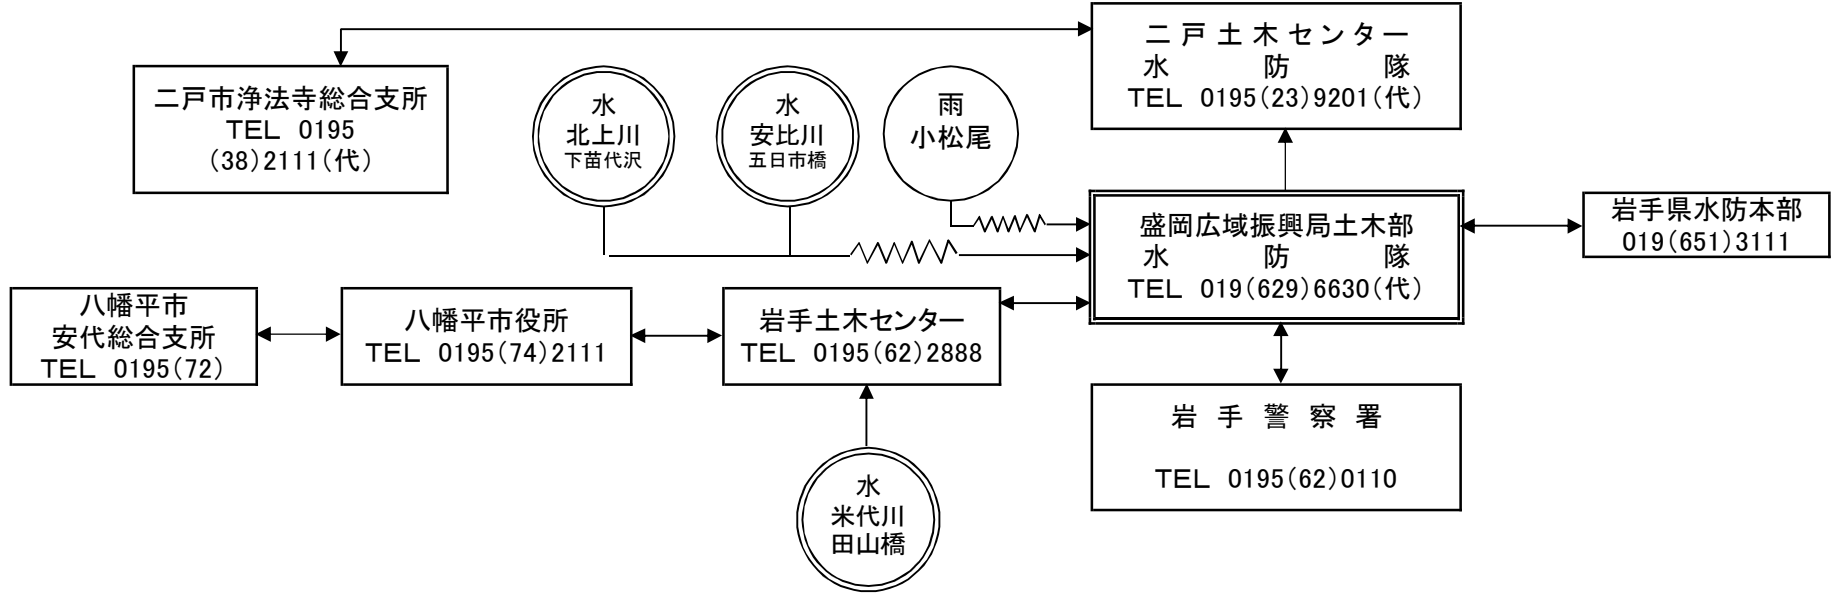 二戸土木センター
水防隊
TEL 0195(23)9201(代)
二戸市浄法寺総合支所
TEL 0195
(38)2111(代)
水
北上川
下苗代沢
水
安比川
五日市橋
雨
小松尾
盛岡広域振興局土木部
水防隊
TEL 019(629)6630(代)
岩手県水防本部
019(651)3111
八幡平市
安代総合支所
TEL 0195(72)
八幡平市役所
TEL 0195(74)2111
岩手土木センター
TEL 0195(62)2888
岩手警察署
TEL 0195(62)0110
水
米代川
田山橋